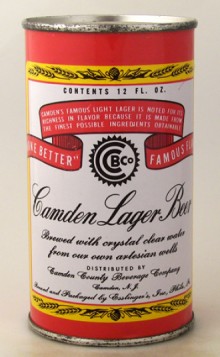 CONTENTS 12 FL. OZ.
CAMDEN'S FAMOUS LIGHT LAGER IS NOTED FOR ITS
RICHNESS IN FLAVOR BECAUSE IT IS MADE FROM
THE FINEST POSSIBLE INGREDIENTS OBTAINABLE
NE BETTER" FAMOUS F
CCBCo
Camden Lager Beer
Brewed with crystal clear water
from our own artesian wells
DISTRIBUTED BY
Camden County Beverage Company
Camden, N.J.
Brewed and Packaged by Esslinger's, Inc., Phila., Pa.